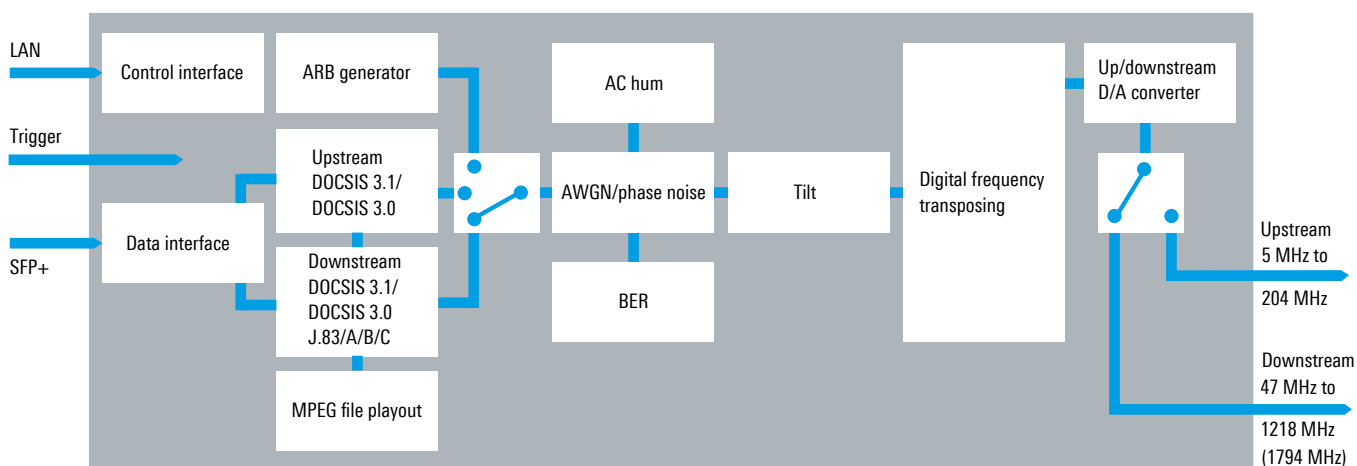 LAN
Control interface
ARB generator
AC hum
Up/downstream
D/A converter
Trigger
Upstream
DOCSIS 3.1/
DOCSIS 3.0
AWGN/phase noise
Tilt
Digital frequency
transposing
Data interface
SFP+
Downstream
DOCSIS 3.1/
DOCSIS 3.0
J.83/A/B/C
BER
MPEG file playout
Upstream
5 MHz to
204 MHz
Downstream
47 MHz to
1218 MHz
(1794 MHz)